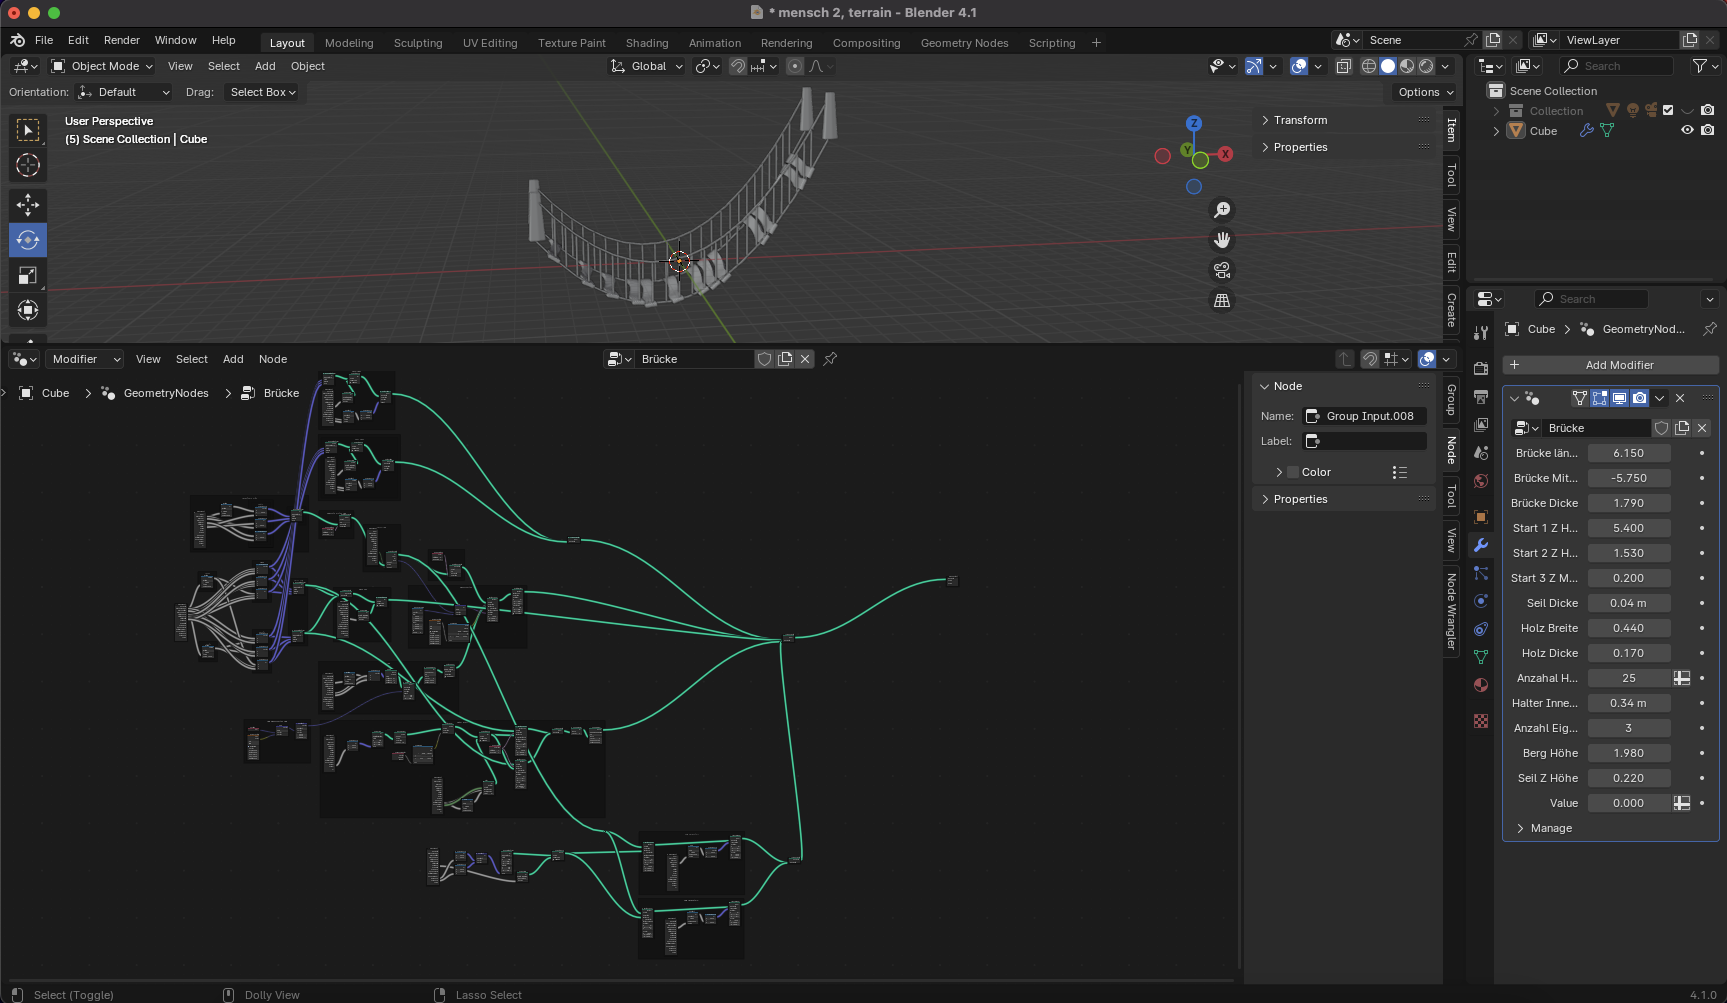 * mensch 2, terrain - Blender 4.1
File Edit Render Window Help
Layout Modeling Sculpting UV Editing Texture Paint Shading Animation Rendering Compositing Geometry Nodes Scripting +
Scene
ViewLayer
Object Mode View Select Add Object
Global
Search
Orientation: Default Drag: Select Box
Options
User Perspective
(5) Scene Collection | Cube
Z
Y
X
Transform
Properties
Item
Tool
View
Edit
Create
Scene Collection
Collection
Cube
Search
Cube GeometryNod...
Add Modifier
Brücke
Brücke län... 6.150
Brücke Mit... -5.750
Brücke Dicke 1.790
Start 1 Z H... 5.400
Start 2 Z H... 1.530
Start 3 Z M... 0.200
Seil Dicke 0.04 m
Holz Breite 0.440
Holz Dicke 0.170
Anzahal H... 25
Halter Inne... 0.34 m
Anzahl Eig... 3
Berg Höhe 1.980
Seil Z Höhe 0.220
Value 0.000
Manage
Modifier View Select Add Node
Brücke
Cube GeometryNodes Brücke
Node
Name: Group Input.008
Label:
Color
Properties
Group
Node
Tool
View
Node Wrangler
Select (Toggle) Dolly View Lasso Select
4.1.0